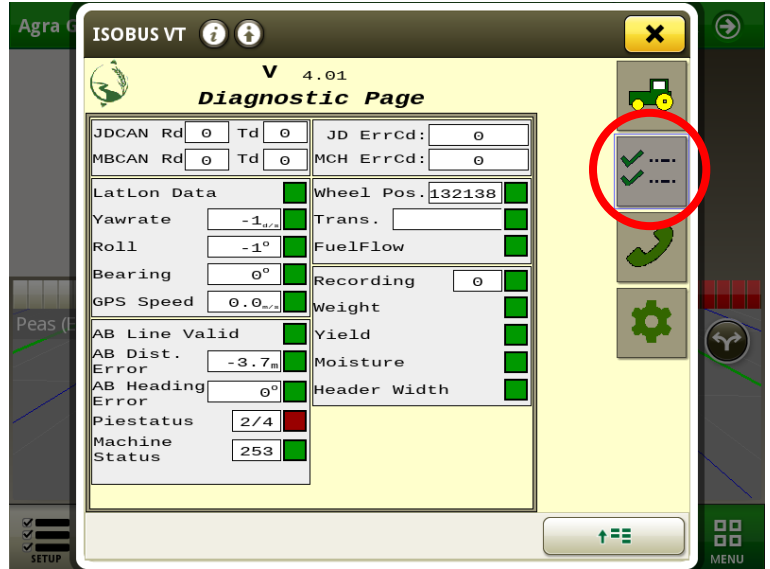 Agra G
ISOBUS VT
V 4.01
Diagnostic Page
JDCAN Rd 0 Td 0
MBCAN Rd 0 Td 0
JD ErrCd: 0
MCH ErrCd: 0
LatLon Data
Yawrate -1 d/s
Roll -1°
Bearing 0°
GPS Speed 0.0 m/s
Wheel Pos. 132138
Trans.
FuelFlow
Recording 0
Weight
Yield
Moisture
Header Width
AB Line Valid
AB Dist.
Error -3.7m
AB Heading
Error 0°
Piestatus 2/4
Machine
Status 253
Peas (E
SETUP
MENU